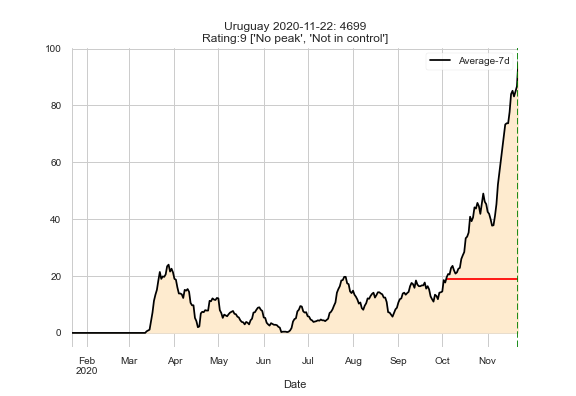 Uruguay 2020-11-22: 4699
Rating:9 ['No peak', 'Not in control']
Average-7d
100
80
60
40
20
0
Feb Mar Apr May Jun Jul Aug Sep Oct Nov
2020
Date